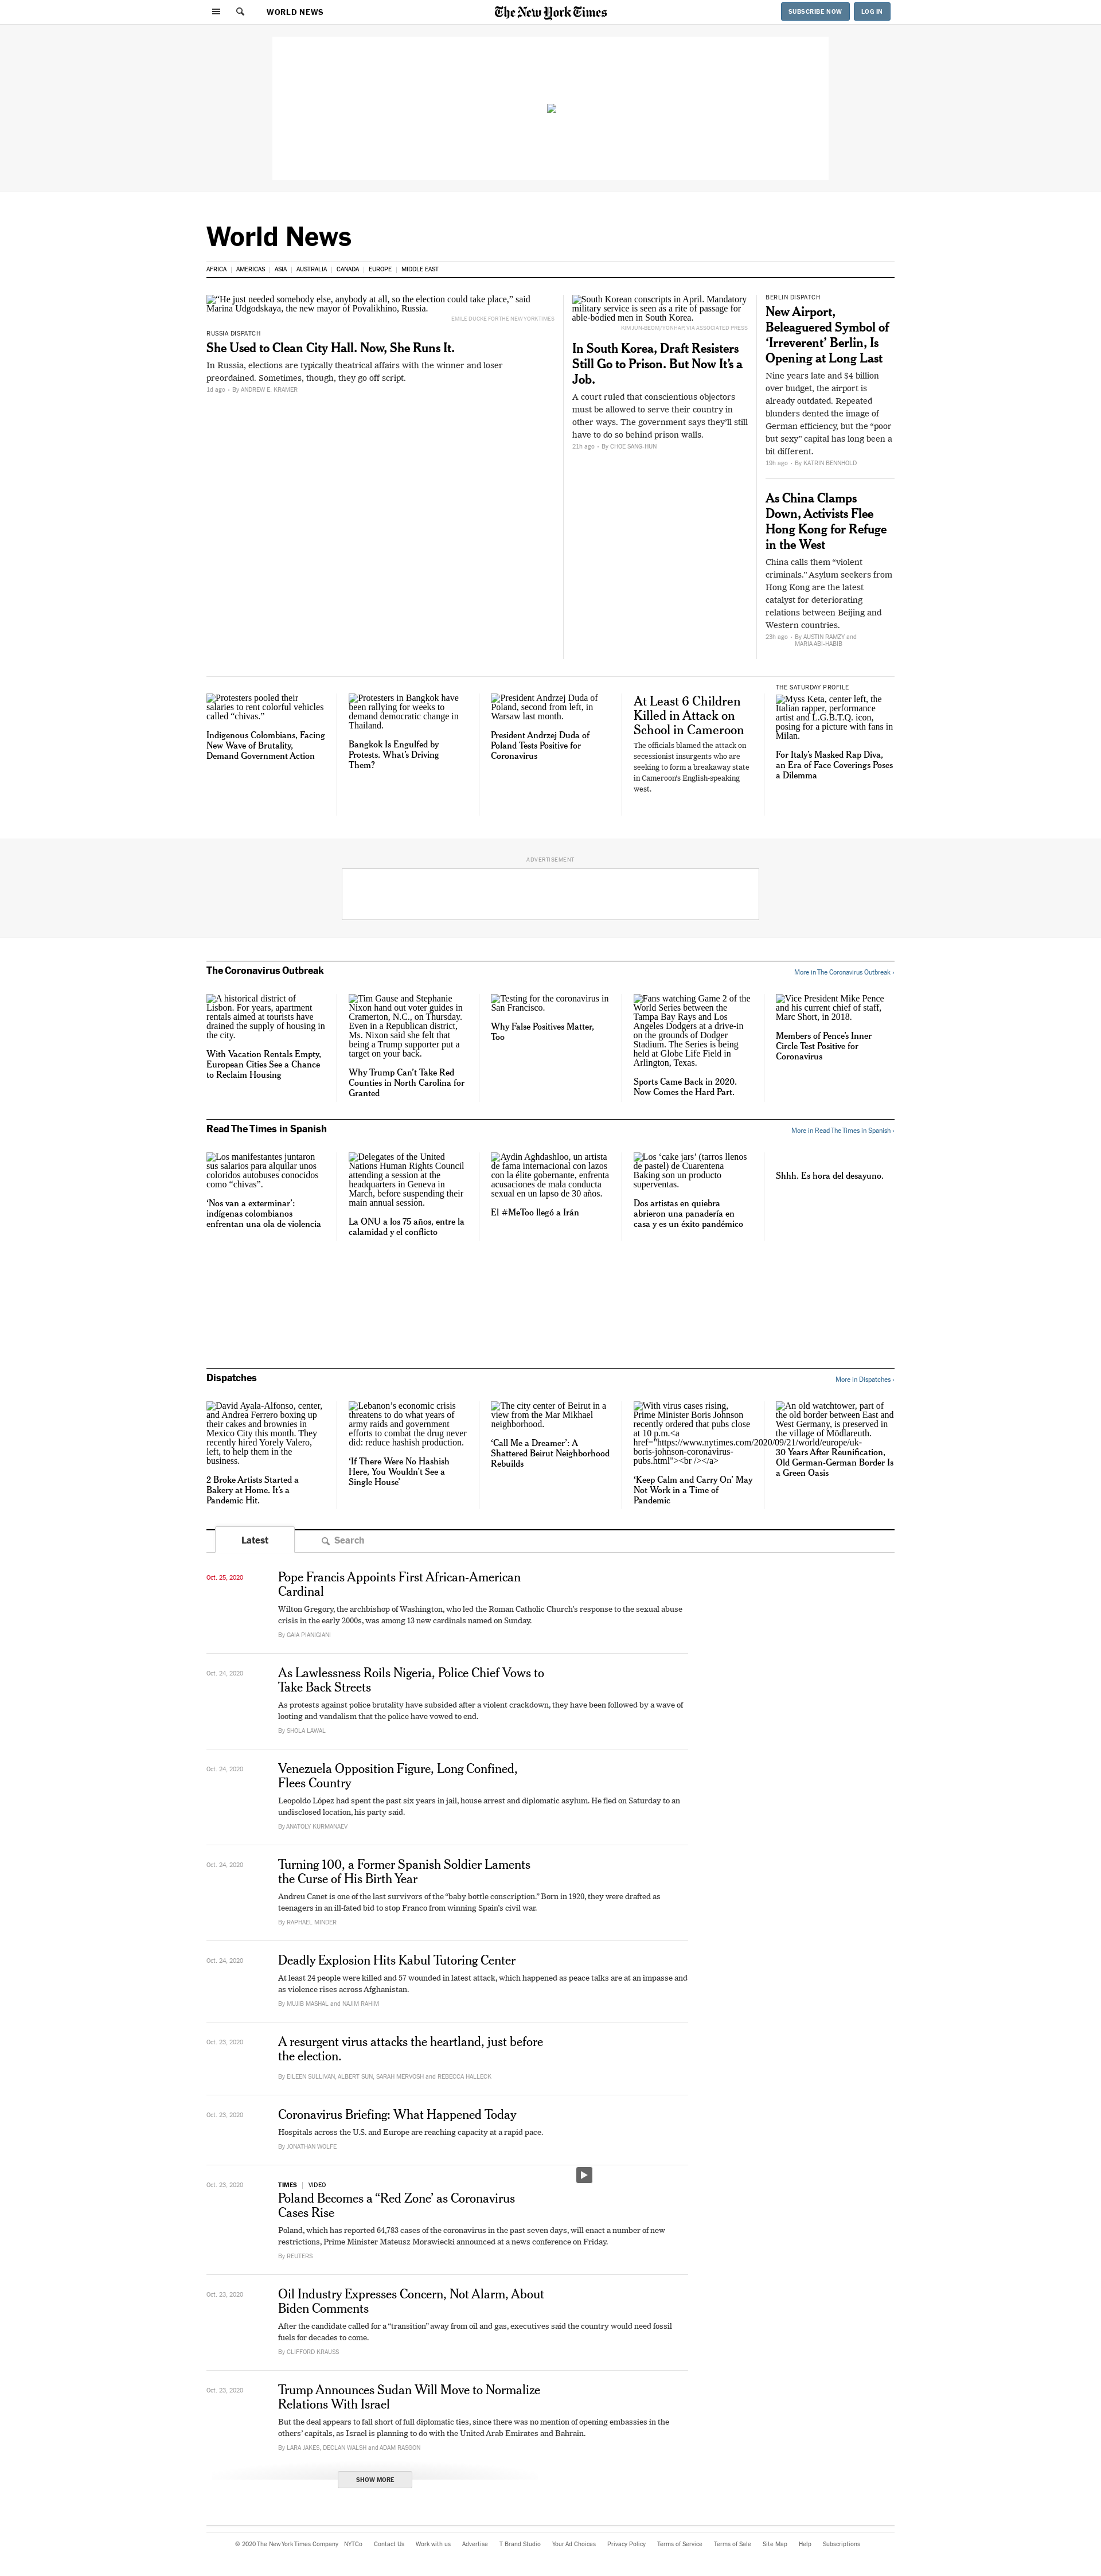 WORLD NEWS
The New York Times
SUBSCRIBE NOW
LOG IN
World News
AFRICA
AMERICAS
ASIA
AUSTRALIA
CANADA
EUROPE
MIDDLE EAST
“He just needed somebody else, anybody at all, so the election could take place,” said
Marina Udgodskaya, the new mayor of Povalikhino, Russia.
EMILE DUCKE FOR THE NEW YORK TIMES
RUSSIA DISPATCH
She Used to Clean City Hall. Now, She Runs It.
In Russia, elections are typically theatrical affairs with the winner and loser
preordained. Sometimes, though, they go off script.
1d ago - By ANDREW E. KRAMER
South Korean conscripts in April. Mandatory
military service is seen as a rite of passage for
able-bodied men in South Korea.
KIM JUN-BEOM/YONHAP, VIA ASSOCIATED PRESS
In South Korea, Draft Resisters
Still Go to Prison. But Now It’s a
Job.
A court ruled that conscientious objectors
must be allowed to serve their country in
other ways. The government says they’ll still
have to do so behind prison walls.
21h ago - By CHOE SANG-HUN
BERLIN DISPATCH
New Airport,
Beleaguered Symbol of
‘Irreverent’ Berlin, Is
Opening at Long Last
Nine years late and $4 billion
over budget, the airport is
already outdated. Repeated
blunders dented the image of
German efficiency, but the “poor
but sexy” capital has long been a
bit different.
19h ago - By KATRIN BENNHOLD
As China Clamps
Down, Activists Flee
Hong Kong for Refuge
in the West
China calls them “violent
criminals.” Asylum seekers from
Hong Kong are the latest
catalyst for deteriorating
relations between Beijing and
Western countries.
23h ago - By AUSTIN RAMZY and
MARIA ABI-HABIB
Protesters pooled their
salaries to rent colorful vehicles
called “chivas.”
Indigenous Colombians, Facing
New Wave of Brutality,
Demand Government Action
Protesters in Bangkok have
been rallying for weeks to
demand democratic change in
Thailand.
Bangkok Is Engulfed by
Protests. What’s Driving
Them?
President Andrzej Duda of
Poland, second from left, in
Warsaw last month.
President Andrzej Duda of
Poland Tests Positive for
Coronavirus
At Least 6 Children
Killed in Attack on
School in Cameroon
The officials blamed the attack on
secessionist insurgents who are
seeking to form a breakaway state
in Cameroon’s English-speaking
west.
THE SATURDAY PROFILE
Myss Keta, center left, the
Italian rapper, performance
artist and L.G.B.T.Q. icon,
posing for a picture with fans in
Milan.
For Italy’s Masked Rap Diva,
an Era of Face Coverings Poses
a Dilemma
ADVERTISEMENT
The Coronavirus Outbreak
More in The Coronavirus Outbreak ›
A historical district of
Lisbon. For years, apartment
rentals aimed at tourists have
drained the supply of housing in
the city.
With Vacation Rentals Empty,
European Cities See a Chance
to Reclaim Housing
Tim Gause and Stephanie
Nixon hand out voter guides in
Cramerton, N.C., on Thursday.
Even in a Republican district,
Ms. Nixon said she felt that
being a Trump supporter put a
target on your back.
Why Trump Can’t Take Red
Counties in North Carolina for
Granted
Testing for the coronavirus in
San Francisco.
Why False Positives Matter,
Too
Fans watching Game 2 of the
World Series between the
Tampa Bay Rays and Los
Angeles Dodgers at a drive-in
on the grounds of Dodger
Stadium. The Series is being
held at Globe Life Field in
Arlington, Texas.
Sports Came Back in 2020.
Now Comes the Hard Part.
Vice President Mike Pence
and his current chief of staff,
Marc Short, in 2018.
Members of Pence’s Inner
Circle Test Positive for
Coronavirus
Read The Times in Spanish
More in Read The Times in Spanish ›
Los manifestantes juntaron
sus salarios para alquilar unos
coloridos autobuses conocidos
como “chivas”.
‘Nos van a exterminar’:
indígenas colombianos
enfrentan una ola de violencia
Delegates of the United
Nations Human Rights Council
attending a session at the
headquarters in Geneva in
March, before suspending their
main annual session.
La ONU a los 75 años, entre la
calamidad y el conflicto
Aydin Aghdashloo, un artista
de fama internacional con lazos
con la élite gobernante, enfrenta
acusaciones de mala conducta
sexual en un lapso de 30 años.
El #MeToo llegó a Irán
Los ‘cake jars’ (tarros llenos
de pastel) de Cuarentena
Baking son un producto
superventas.
Dos artistas en quiebra
abrieron una panadería en
casa y es un éxito pandémico
Shhh. Es hora del desayuno.
Dispatches
More in Dispatches ›
David Ayala-Alfonso, center,
and Andrea Ferrero boxing up
their cakes and brownies in
Mexico City this month. They
recently hired Yorely Valero,
left, to help them in the
business.
2 Broke Artists Started a
Bakery at Home. It’s a
Pandemic Hit.
Lebanon’s economic crisis
threatens to do what years of
army raids and government
efforts to combat the drug never
did: reduce hashish production.
‘If There Were No Hashish
Here, You Wouldn’t See a
Single House’
The city center of Beirut in a
view from the Mar Mikhael
neighborhood.
‘Call Me a Dreamer’: A
Shattered Beirut Neighborhood
Rebuilds
With virus cases rising,
Prime Minister Boris Johnson
recently ordered that pubs close
at 10 p.m.<a
href="https://www.nytimes.com/2020/09/21/world/europe/uk-
boris-johnson-coronavirus-
pubs.html"><br /></a>
‘Keep Calm and Carry On’ May
Not Work in a Time of
Pandemic
An old watchtower, part of
the old border between East and
West Germany, is preserved in
the village of Mödlareuth.
30 Years After Reunification,
Old German-German Border Is
a Green Oasis
Latest
Search
Oct. 25, 2020
Pope Francis Appoints First African-American
Cardinal
Wilton Gregory, the archbishop of Washington, who led the Roman Catholic Church’s response to the sexual abuse
crisis in the early 2000s, was among 13 new cardinals named on Sunday.
By GAIA PIANIGIANI
Oct. 24, 2020
As Lawlessness Roils Nigeria, Police Chief Vows to
Take Back Streets
As protests against police brutality have subsided after a violent crackdown, they have been followed by a wave of
looting and vandalism that the police have vowed to end.
By SHOLA LAWAL
Oct. 24, 2020
Venezuela Opposition Figure, Long Confined,
Flees Country
Leopoldo López had spent the past six years in jail, house arrest and diplomatic asylum. He fled on Saturday to an
undisclosed location, his party said.
By ANATOLY KURMANAEV
Oct. 24, 2020
Turning 100, a Former Spanish Soldier Laments
the Curse of His Birth Year
Andreu Canet is one of the last survivors of the “baby bottle conscription.” Born in 1920, they were drafted as
teenagers in an ill-fated bid to stop Franco from winning Spain’s civil war.
By RAPHAEL MINDER
Oct. 24, 2020
Deadly Explosion Hits Kabul Tutoring Center
At least 24 people were killed and 57 wounded in latest attack, which happened as peace talks are at an impasse and
as violence rises across Afghanistan.
By MUJIB MASHAL and NAJIM RAHIM
Oct. 23, 2020
A resurgent virus attacks the heartland, just before
the election.
By EILEEN SULLIVAN, ALBERT SUN, SARAH MERVOSH and REBECCA HALLECK
Oct. 23, 2020
Coronavirus Briefing: What Happened Today
Hospitals across the U.S. and Europe are reaching capacity at a rapid pace.
By JONATHAN WOLFE
Oct. 23, 2020
TIMES | VIDEO
Poland Becomes a “Red Zone’ as Coronavirus
Cases Rise
Poland, which has reported 64,783 cases of the coronavirus in the past seven days, will enact a number of new
restrictions, Prime Minister Mateusz Morawiecki announced at a news conference on Friday.
By REUTERS
Oct. 23, 2020
Oil Industry Expresses Concern, Not Alarm, About
Biden Comments
After the candidate called for a “transition” away from oil and gas, executives said the country would need fossil
fuels for decades to come.
By CLIFFORD KRAUSS
Oct. 23, 2020
Trump Announces Sudan Will Move to Normalize
Relations With Israel
But the deal appears to fall short of full diplomatic ties, since there was no mention of opening embassies in the
others’ capitals, as Israel is planning to do with the United Arab Emirates and Bahrain.
By LARA JAKES, DECLAN WALSH and ADAM RASGON
SHOW MORE
© 2020 The New York Times Company NYTCo Contact Us Work with us Advertise T Brand Studio Your Ad Choices Privacy Policy Terms of Service Terms of Sale Site Map Help Subscriptions